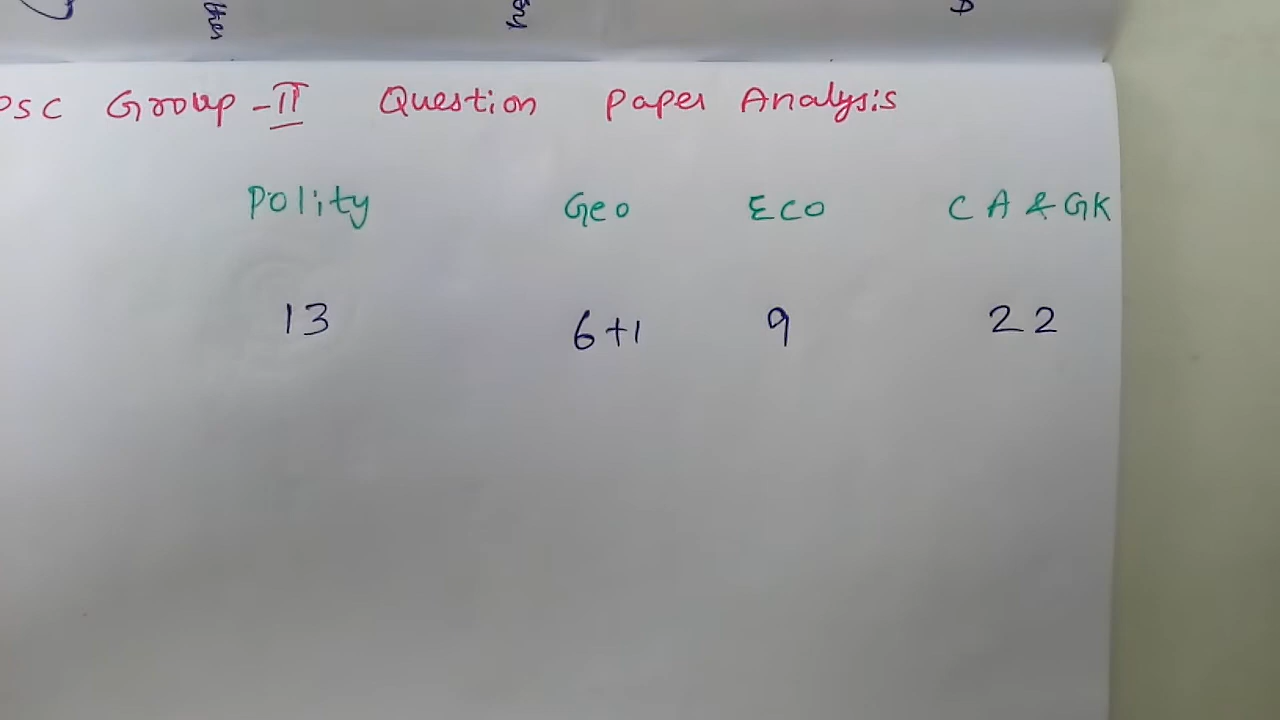 PSC Group - II Question Paper Analysis
Polity Geo ECO CA & GK
13 6+1 9 22